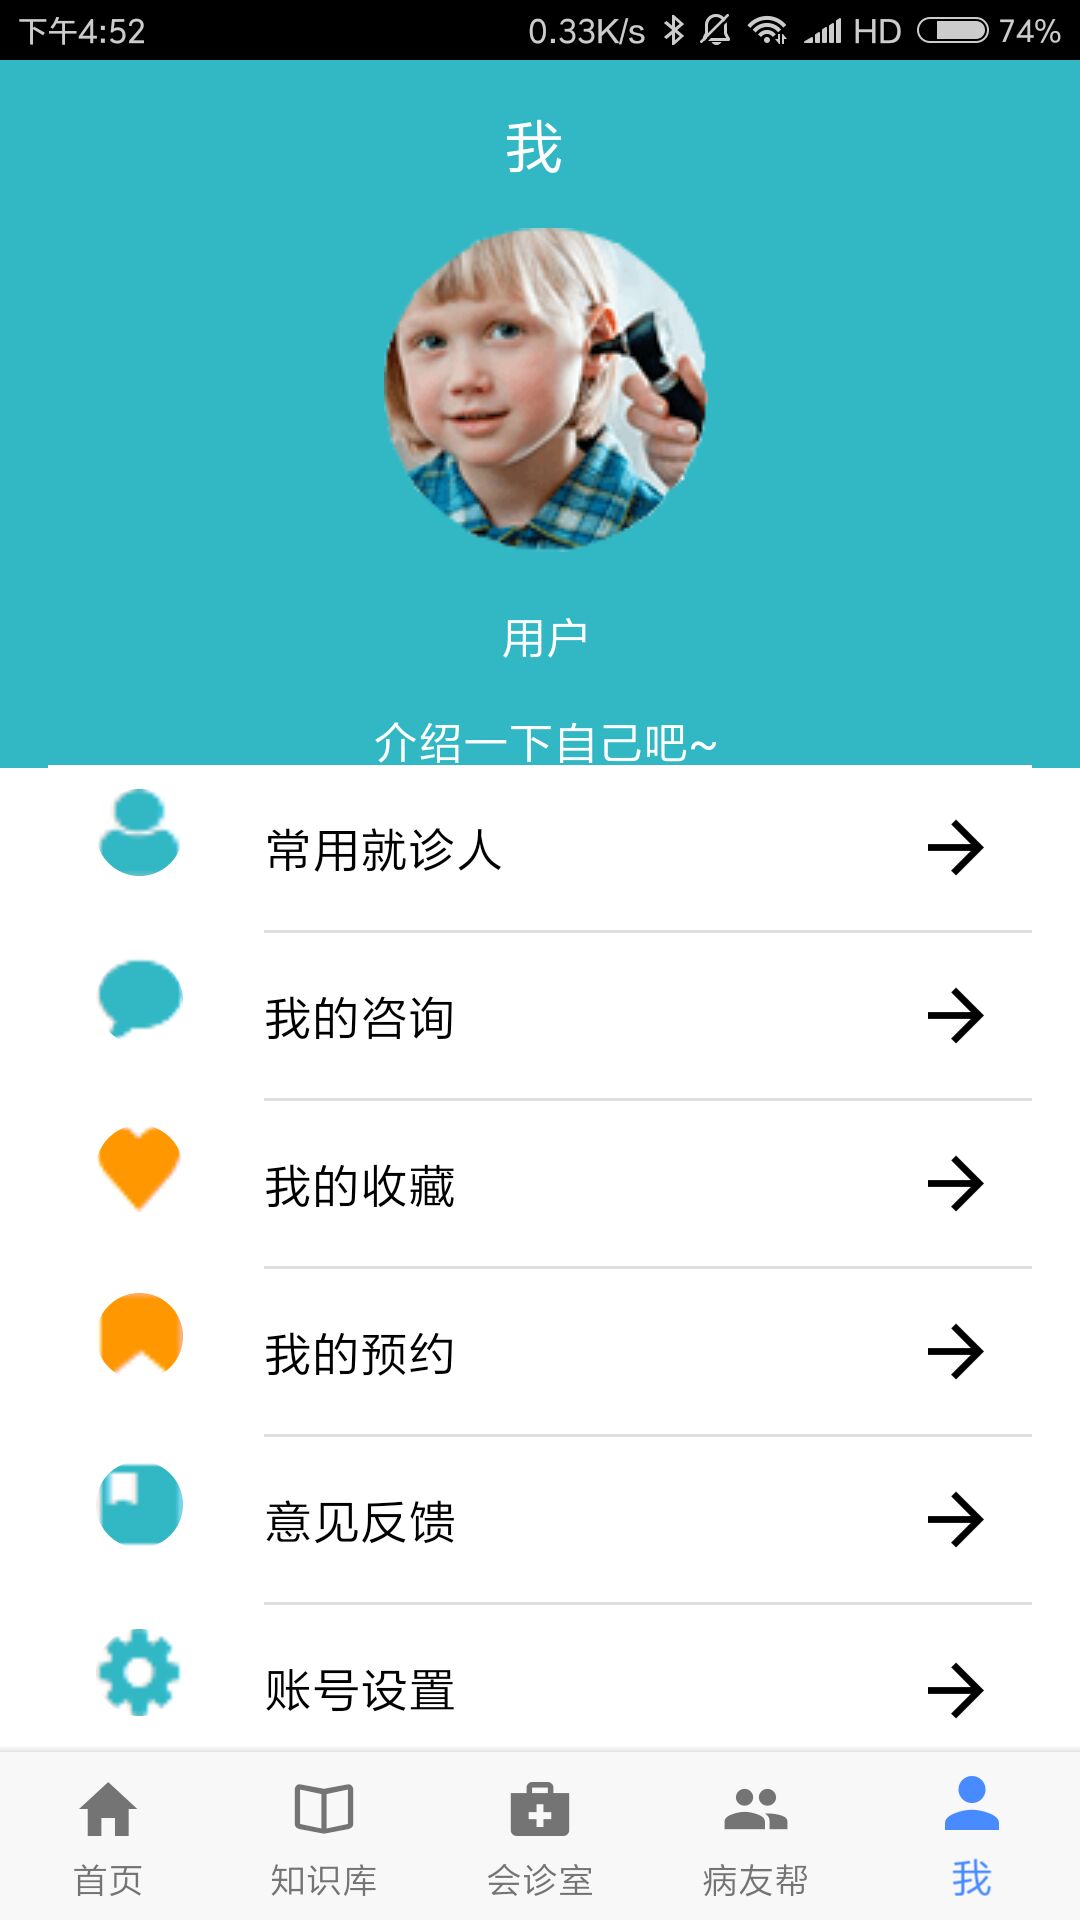 下午4:52 0.33K/s HD 74%
我
用户
介绍一下自己吧~
常用就诊人
我的咨询
我的收藏
我的预约
意见反馈
账号设置
首页 知识库 会诊室 病友帮 我